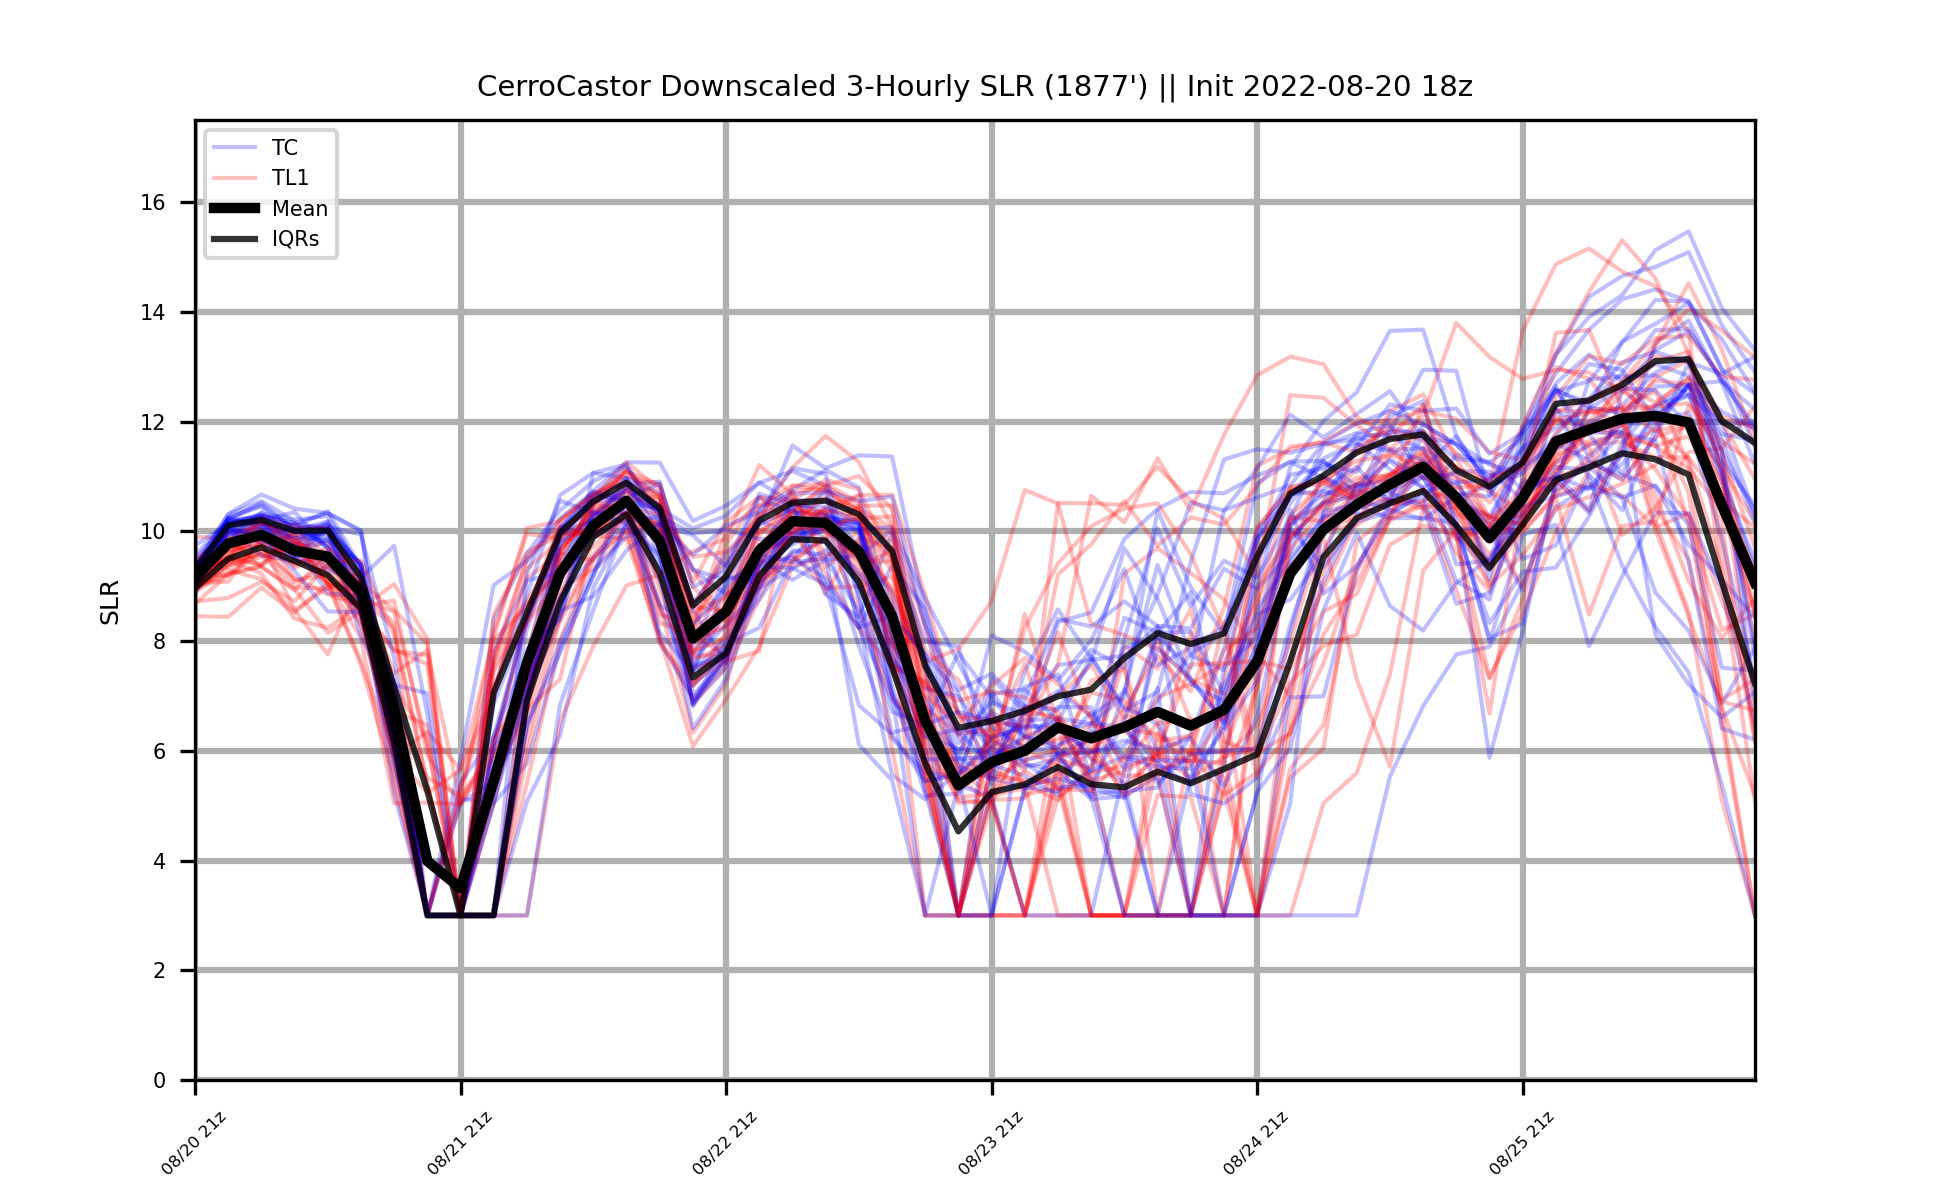 CerroCastor Downscaled 3-Hourly SLR (1877') || Init 2022-08-20 18z
TC
TL1
Mean
IQRs
SLR
16
14
12
10
8
6
4
2
0
08/20 21z
08/21 21z
08/22 21z
08/23 21z
08/24 21z
08/25 21z